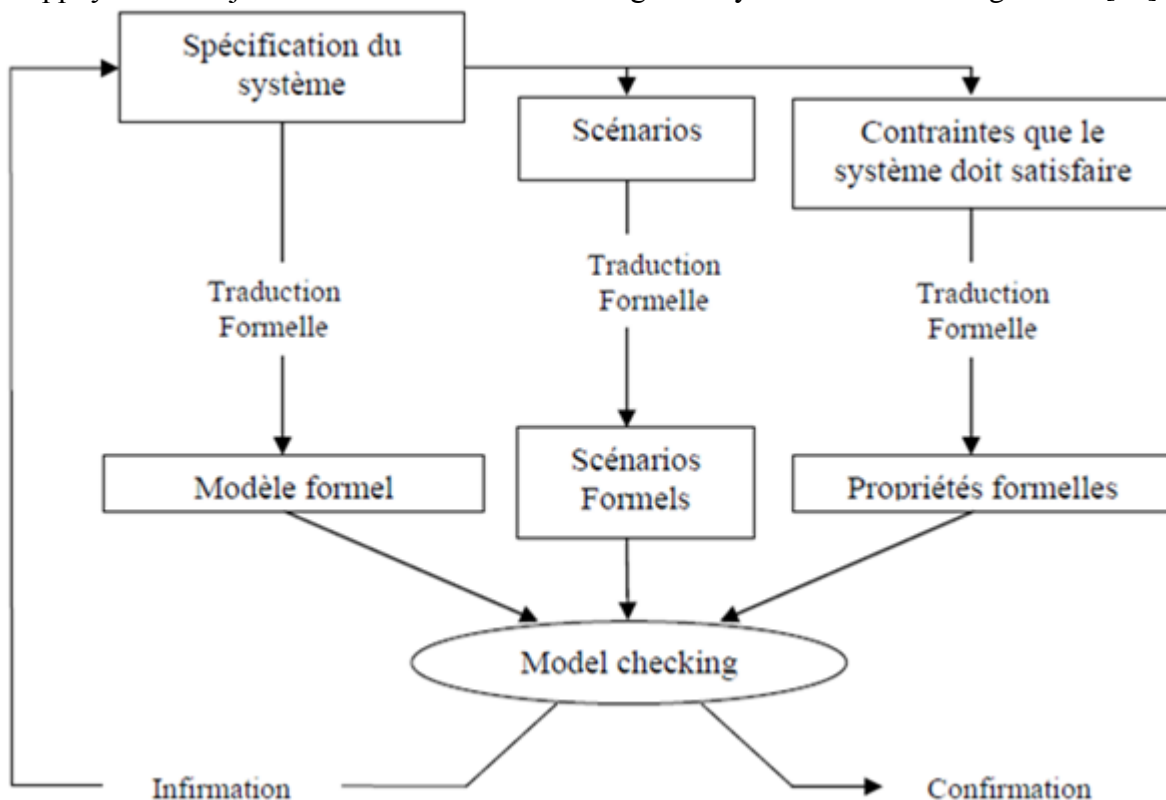 Spécification du
système
Scénarios
Contraintes que le
système doit satisfaire
Traduction
Formelle
Traduction
Formelle
Traduction
Formelle
Modèle formel
Scénarios
Formels
Propriétés formelles
Model checking
Infirmation
Confirmation